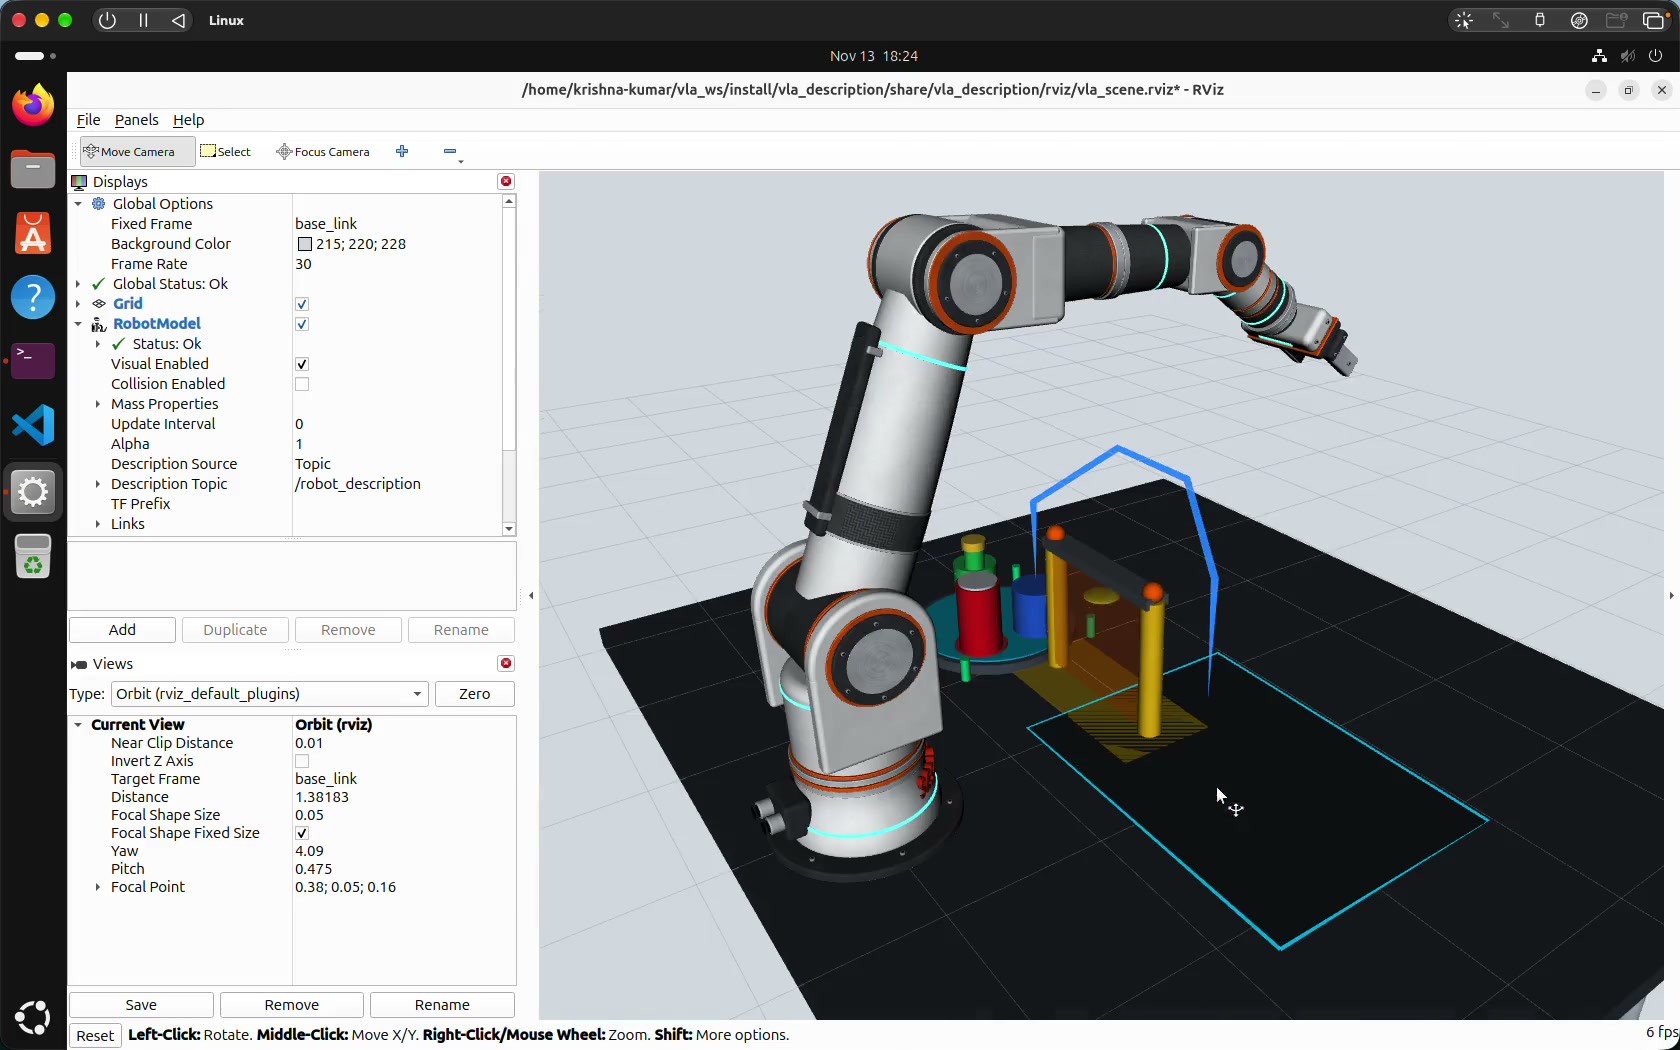 Linux
Nov 13 18:24
/home/krishna-kumar/vla_ws/install/vla_description/share/vla_description/rviz/vla_scene.rviz* - RViz
File Panels Help
Move Camera Select Focus Camera
Displays
Global Options
Fixed Frame base_link
Background Color 215; 220; 228
Frame Rate 30
Global Status: Ok
Grid
RobotModel
Status: Ok
Visual Enabled
Collision Enabled
Mass Properties
Update Interval 0
Alpha 1
Description Source Topic
Description Topic /robot_description
TF Prefix
Links
Add Duplicate Remove Rename
Views
Type: Orbit (rviz_default_plugins) Zero
Current View Orbit (rviz)
Near Clip Distance 0.01
Invert Z Axis
Target Frame base_link
Distance 1.38183
Focal Shape Size 0.05
Focal Shape Fixed Size
Yaw 4.09
Pitch 0.475
Focal Point 0.38; 0.05; 0.16
Save Remove Rename
Reset Left-Click: Rotate. Middle-Click: Move X/Y. Right-Click/Mouse Wheel: Zoom. Shift: More options. 6 fps